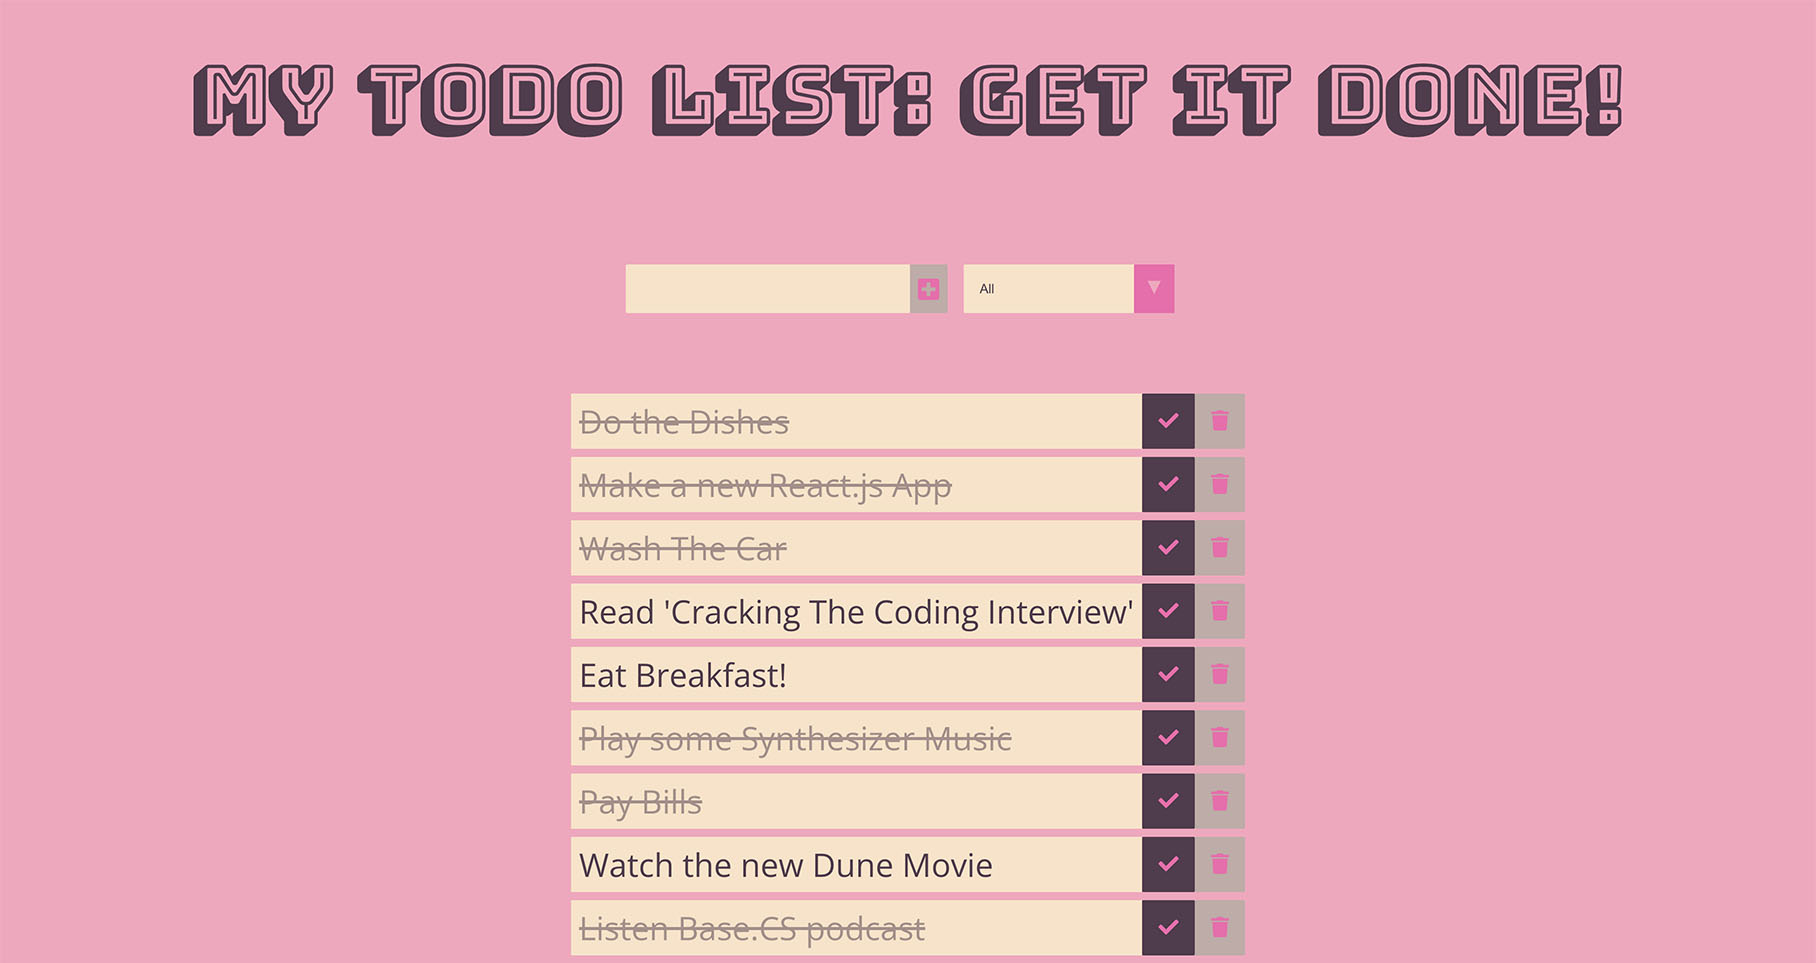 MY TODO LIST: GET IT DONE!
All
Do the Dishes
Make a new React.js App
Wash The Car
Read 'Cracking The Coding Interview'
Eat Breakfast!
Play some Synthesizer Music
Pay Bills
Watch the new Dune Movie
Listen Base.CS podcast